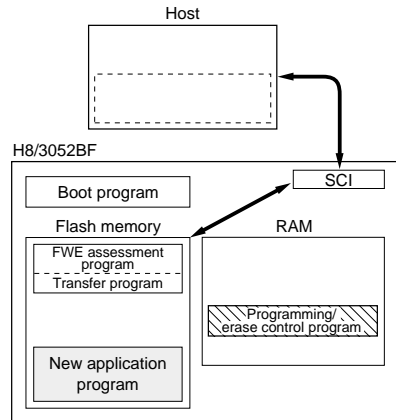 Host
H8/3052BF
SCI
Boot program
Flash memory
RAM
FWE assessment
program
Transfer program
Programming/
erase control program
New application
program